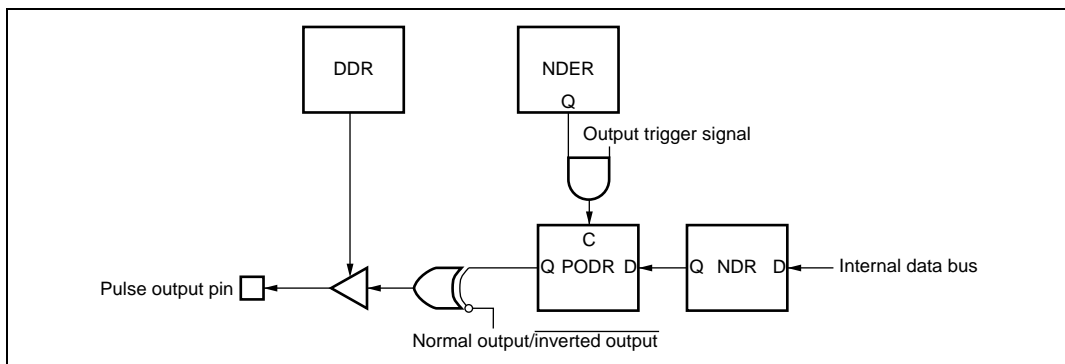 DDR
NDER
Q
Output trigger signal
C
Q PODR D
Q NDR D
Internal data bus
Pulse output pin
Normal output/inverted output